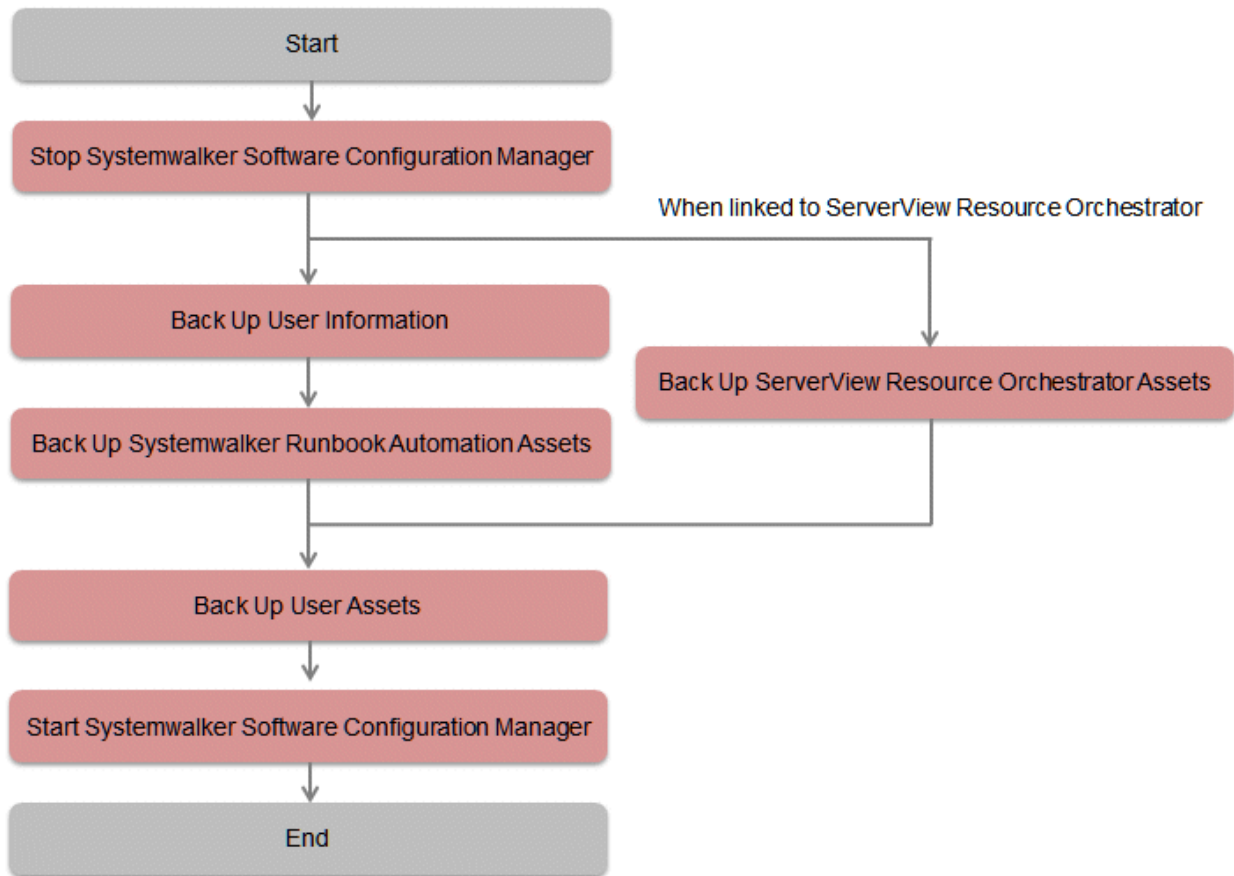 Start
Stop Systemwalker Software Configuration Manager
When linked to ServerView Resource Orchestrator
Back Up User Information
Back Up ServerView Resource Orchestrator Assets
Back Up Systemwalker Runbook Automation Assets
Back Up User Assets
Start Systemwalker Software Configuration Manager
End